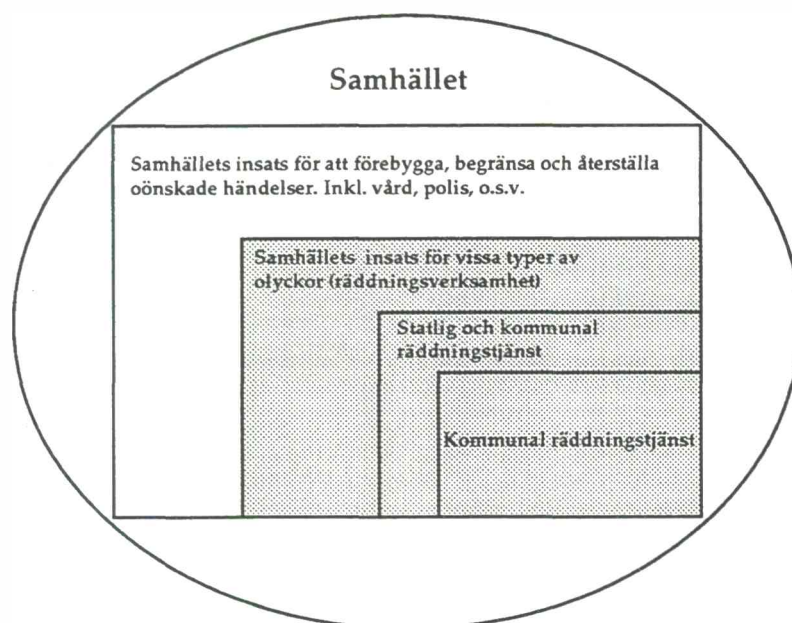 Samhället
Samhällets insats för att förebygga, begränsa och återställa
oönskade händelser. Inkl. vård, polis, o.s.v.
Samhällets insats för vissa typer av
olyckor (räddningsverksamhet)
Statlig och kommunal
räddningstjänst
Kommunal räddningstjänst